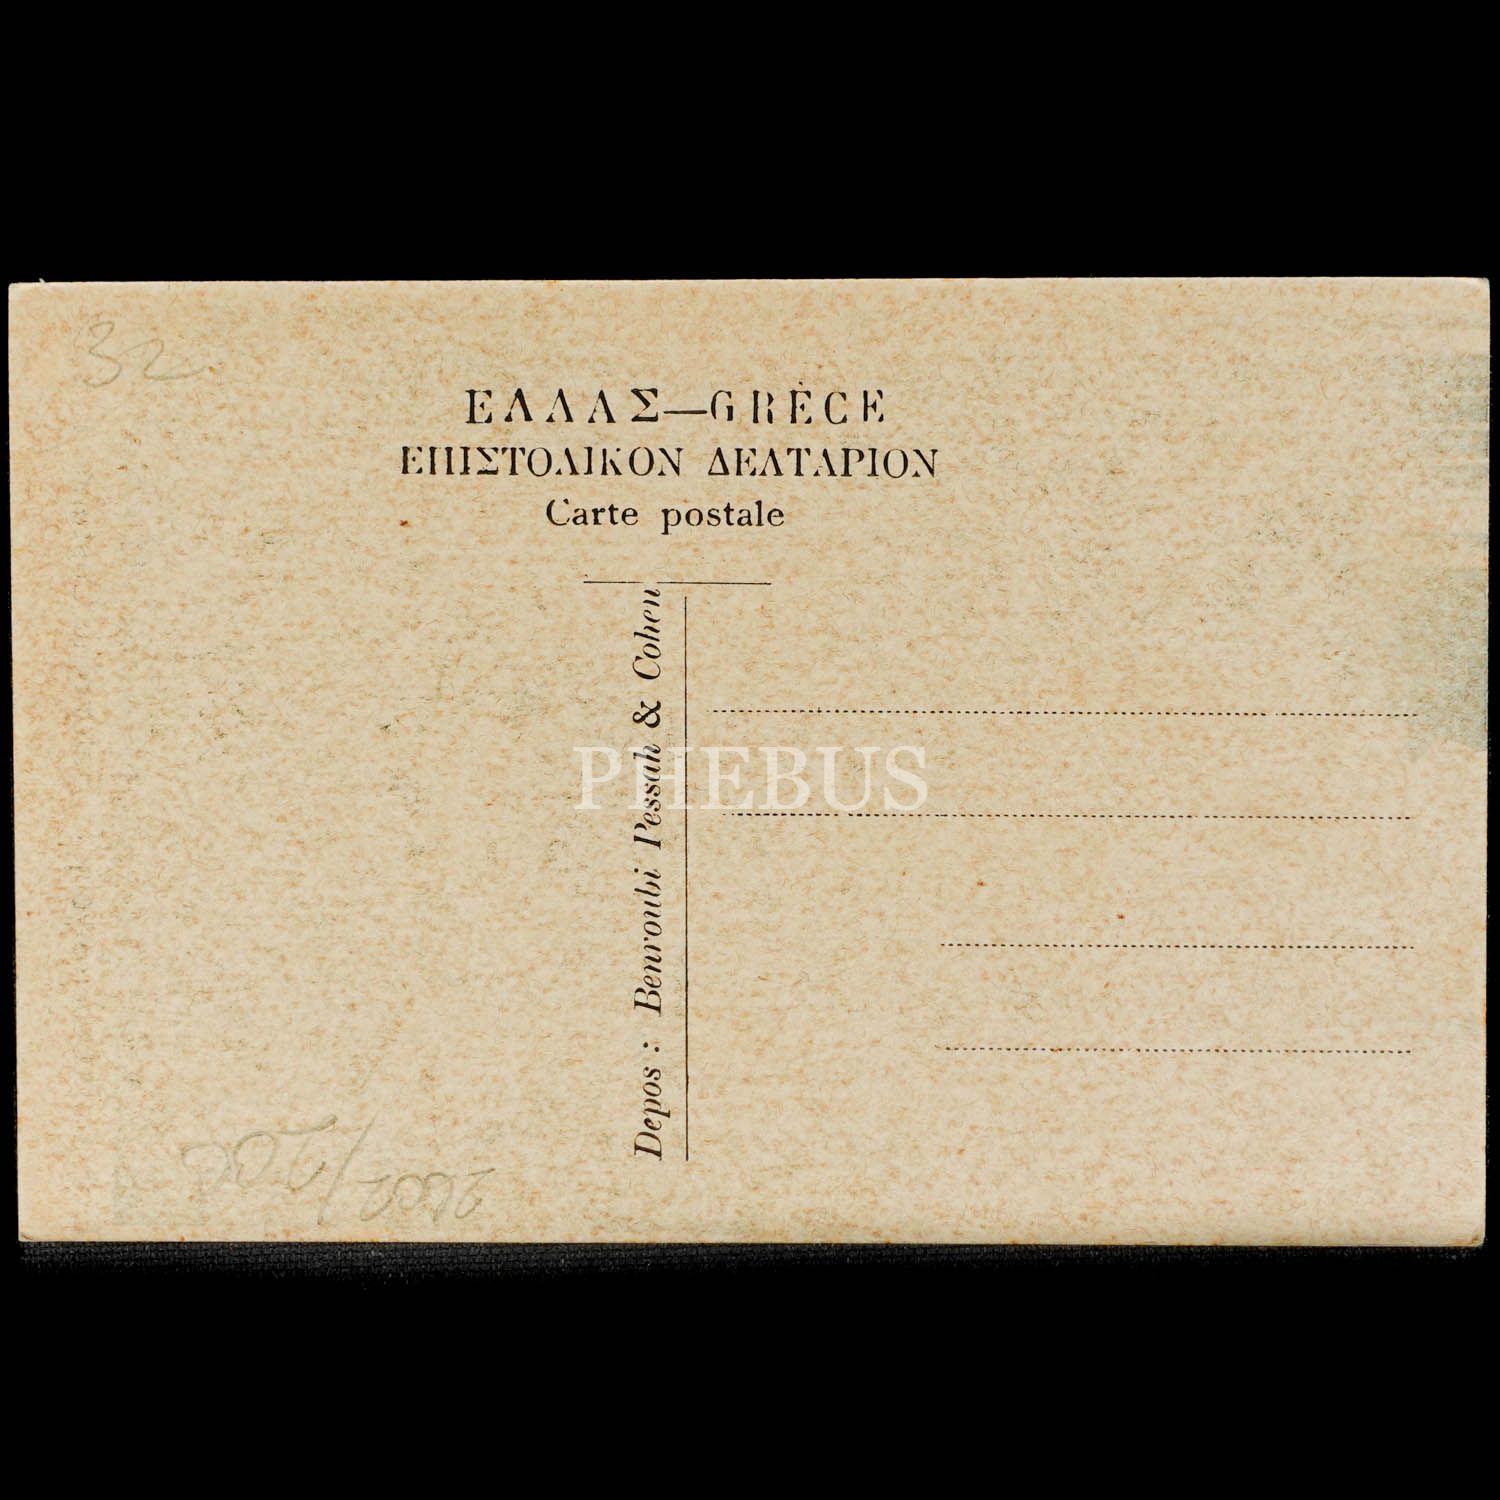 32
ΕΛΛΑΣ—GRÈCE
ΕΠΙΣΤΟΛΙΚΟΝ ΔΕΛΤΑΡΙΟΝ
Carte postale
Depos : Benroubi Pessah & Cohen
PHEBUS